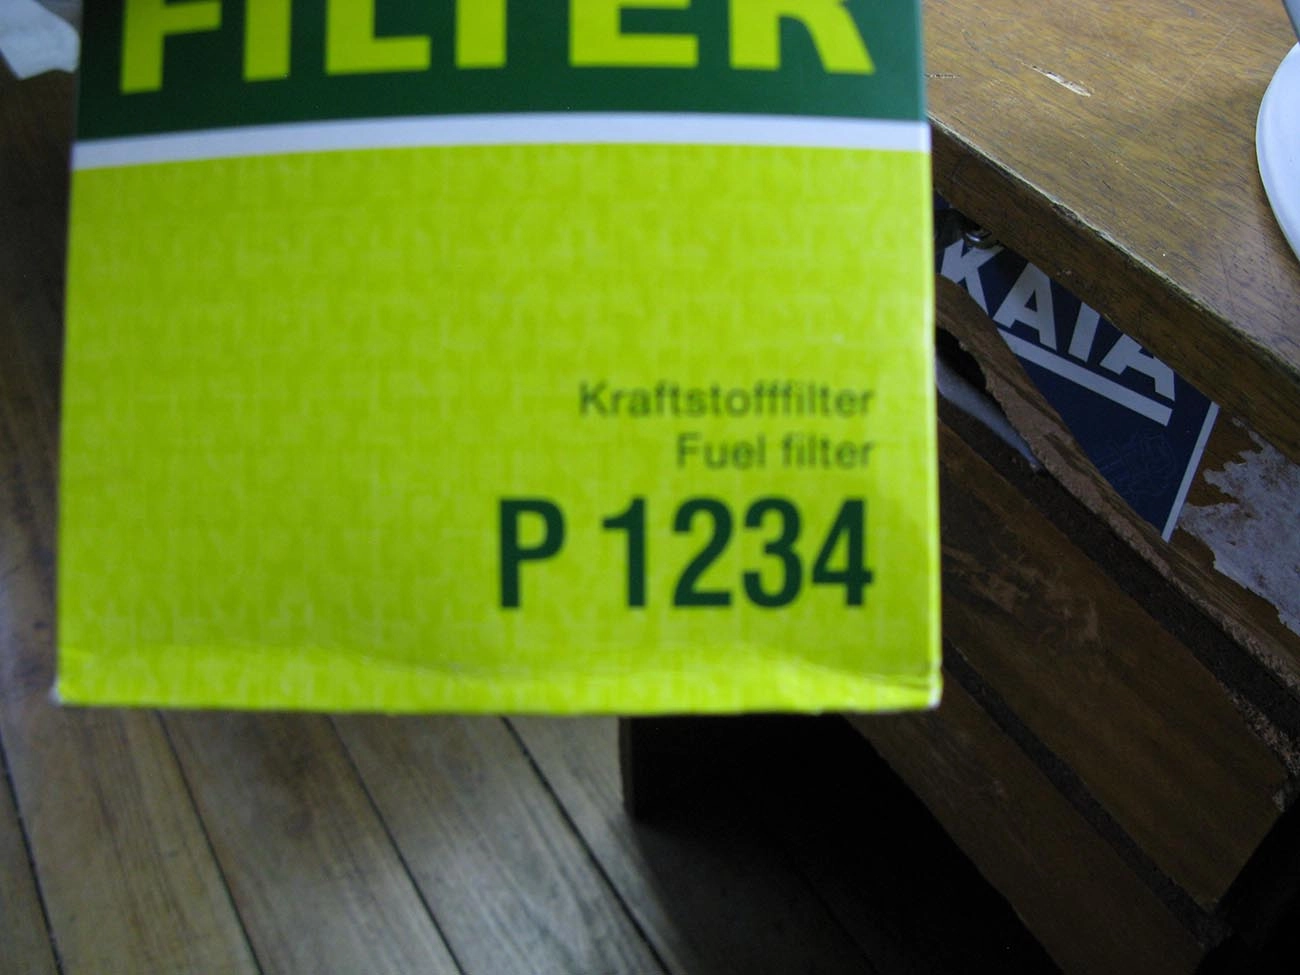 FILTER
Kraftstofffilter
Fuel filter
P 1234
KAIA